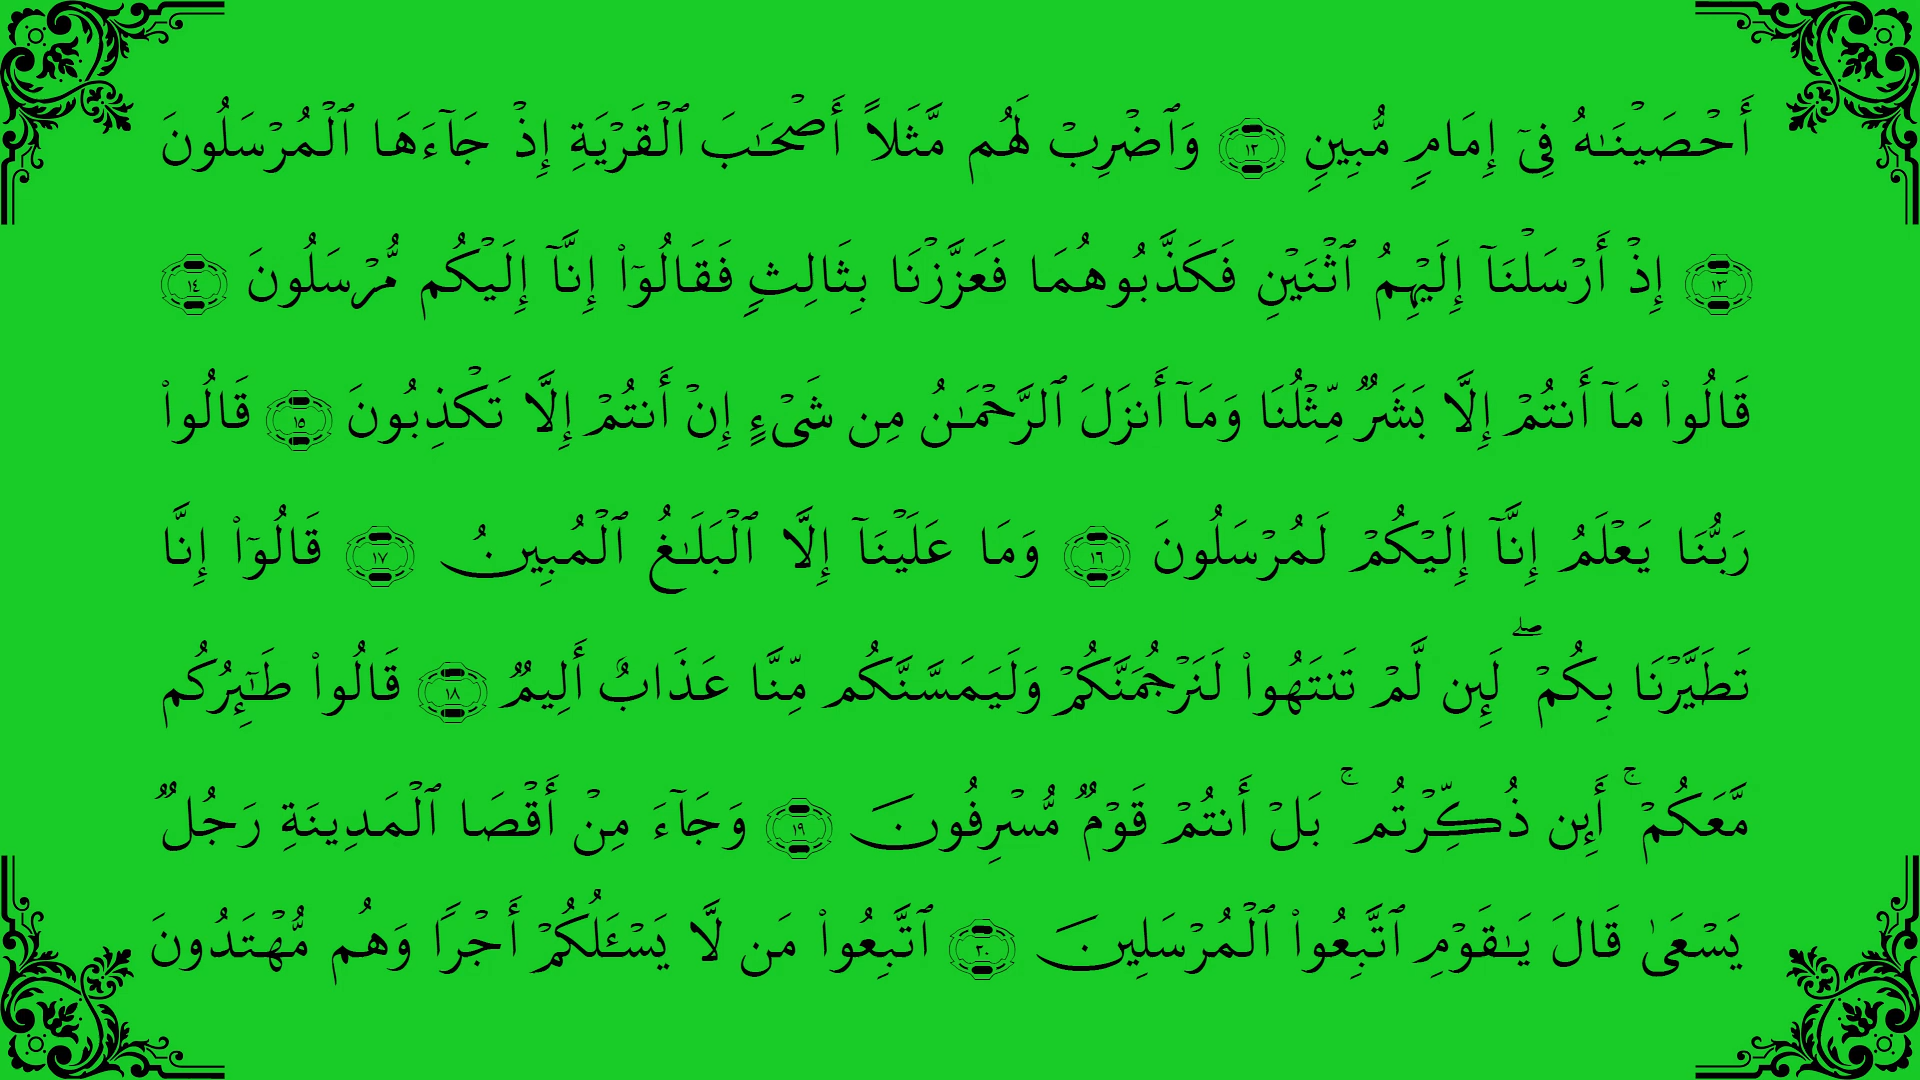 أَحْصَيْنَـٰهُ فِىٓ إِمَامٍ مُّبِينٍ ١٢ وَٱضْرِبْ لَهُم مَّثَلاً أَصْحَـٰبَ ٱلْقَرْيَةِ إِذْ جَآءَهَا ٱلْمُرْسَلُونَ
١٣ إِذْ أَرْسَلْنَآ إِلَيْهِمُ ٱثْنَيْنِ فَكَذَّبُوهُمَا فَعَزَّزْنَا بِثَالِثٍ فَقَالُوٓا۟ إِنَّآ إِلَيْكُم مُّرْسَلُونَ ١٤
قَالُوا۟ مَآ أَنتُمْ إِلَّا بَشَرٌ مِّثْلُنَا وَمَآ أَنزَلَ ٱلرَّحْمَـٰنُ مِن شَىْءٍ إِنْ أَنتُمْ إِلَّا تَكْذِبُونَ ١٥ قَالُوا۟
رَبُّنَا يَعْلَمُ إِنَّآ إِلَيْكُمْ لَمُرْسَلُونَ ١٦ وَمَا عَلَيْنَآ إِلَّا ٱلْبَلَـٰغُ ٱلْمُبِينُ ١٧ قَالُوٓا۟ إِنَّا
تَطَيَّرْنَا بِكُمْ ۖ لَئِن لَّمْ تَنتَهُوا۟ لَنَرْجُمَنَّكُمْ وَلَيَمَسَّنَّكُم مِّنَّا عَذَابٌ أَلِيمٌ ١٨ قَالُوا۟ طَـٰٓئِرُكُم
مَّعَكُمْ ۚ أَئِن ذُكِّرْتُم ۚ بَلْ أَنتُمْ قَوْمٌ مُّسْرِفُونَ ١٩ وَجَآءَ مِنْ أَقْصَا ٱلْمَدِينَةِ رَجُلٌ
يَسْعَىٰ قَالَ يَـٰقَوْمِ ٱتَّبِعُوا۟ ٱلْمُرْسَلِينَ ٢٠ ٱتَّبِعُوا۟ مَن لَّا يَسْـَٔلُكُمْ أَجْرًا وَهُم مُّهْتَدُونَ